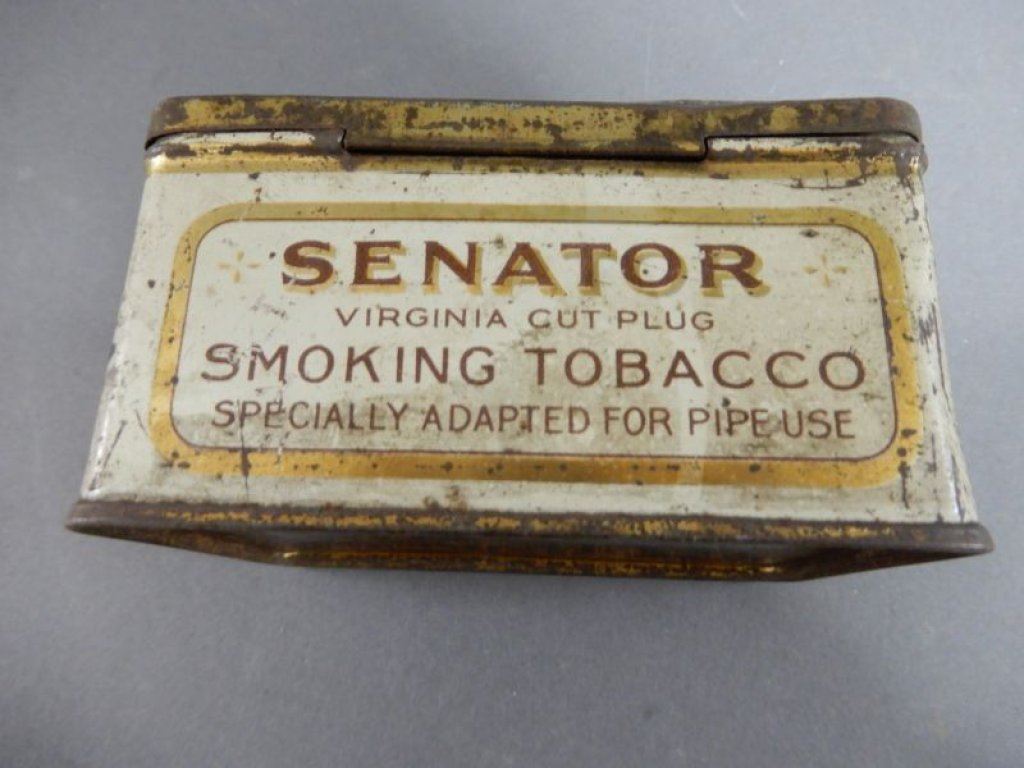 SENATOR
VIRGINIA CUT PLUG
SMOKING TOBACCO
SPECIALLY ADAPTED FOR PIPE USE